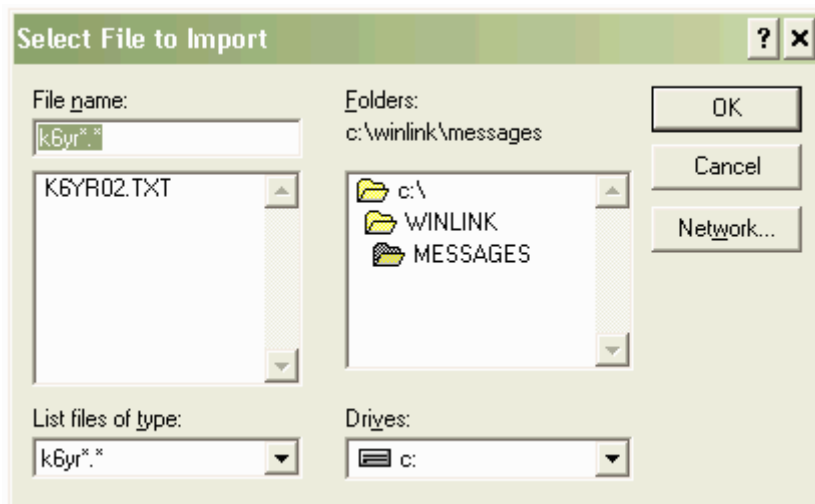 Select File to Import
? ×
File name:
k6yr*.*
K6YR02.TXT
List files of type:
k6yr*.*
Folders:
c:\winlink\messages
c:\
WINLINK
MESSAGES
Drives:
c:
OK
Cancel
Network...